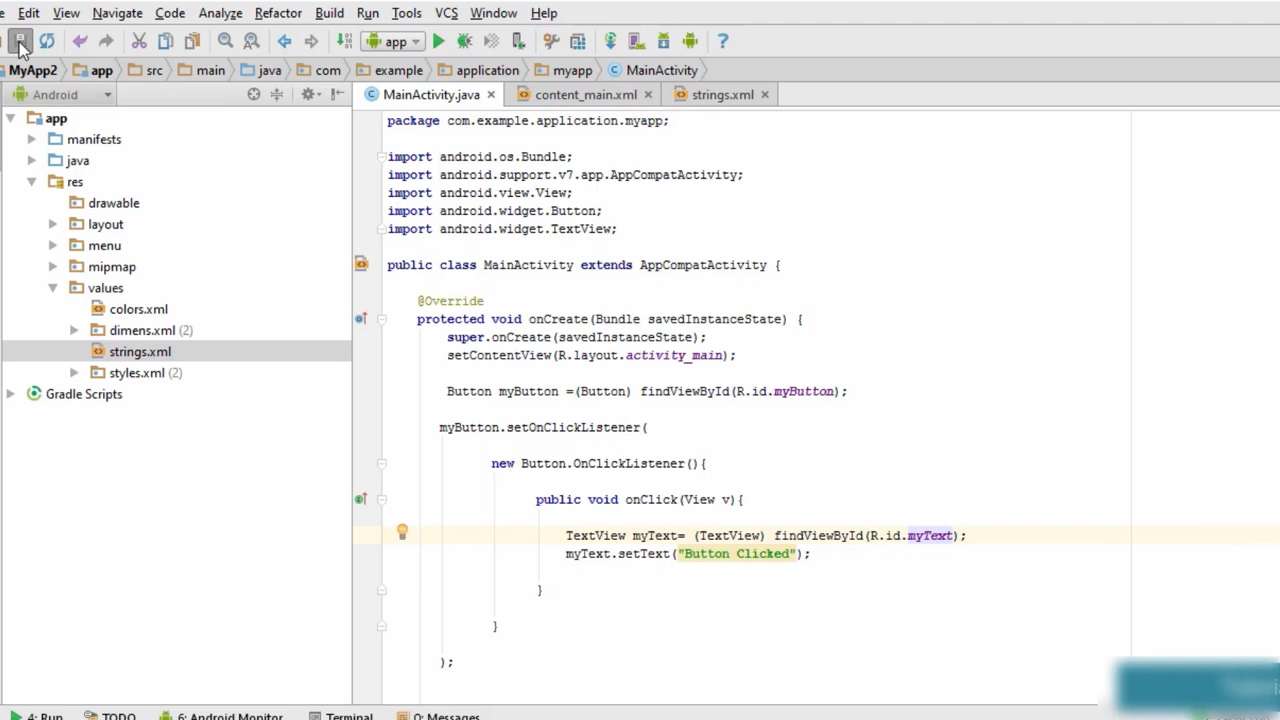 Edit View Navigate Code Analyze Refactor Build Run Tools VCS Window Help
app
MyApp2 app src main java com example application myapp MainActivity
Android
MainActivity.java content_main.xml strings.xml
app
manifests
java
res
drawable
layout
menu
mipmap
values
colors.xml
dimens.xml (2)
strings.xml
styles.xml (2)
Gradle Scripts
package com.example.application.myapp;
import android.os.Bundle;
import android.support.v7.app.AppCompatActivity;
import android.view.View;
import android.widget.Button;
import android.widget.TextView;
public class MainActivity extends AppCompatActivity {
@Override
protected void onCreate(Bundle savedInstanceState) {
super.onCreate(savedInstanceState);
setContentView(R.layout.activity_main);
Button myButton =(Button) findViewById(R.id.myButton);
myButton.setOnClickListener(
new Button.OnClickListener(){
public void onClick(View v){
TextView myText= (TextView) findViewById(R.id.myText);
myText.setText("Button Clicked");
}
}
);
4: Run TODO 6: Android Monitor Terminal 0: Messages